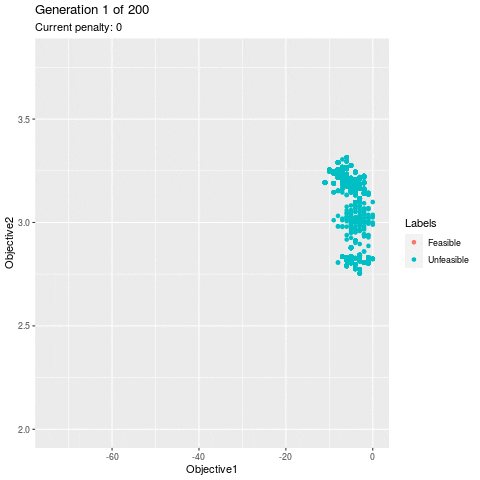 Generation 1 of 200
Current penalty: 0
3.5
3.0
2.5
2.0
Objective2
-60
-40
-20
0
Objective1
Labels
Feasible
Unfeasible